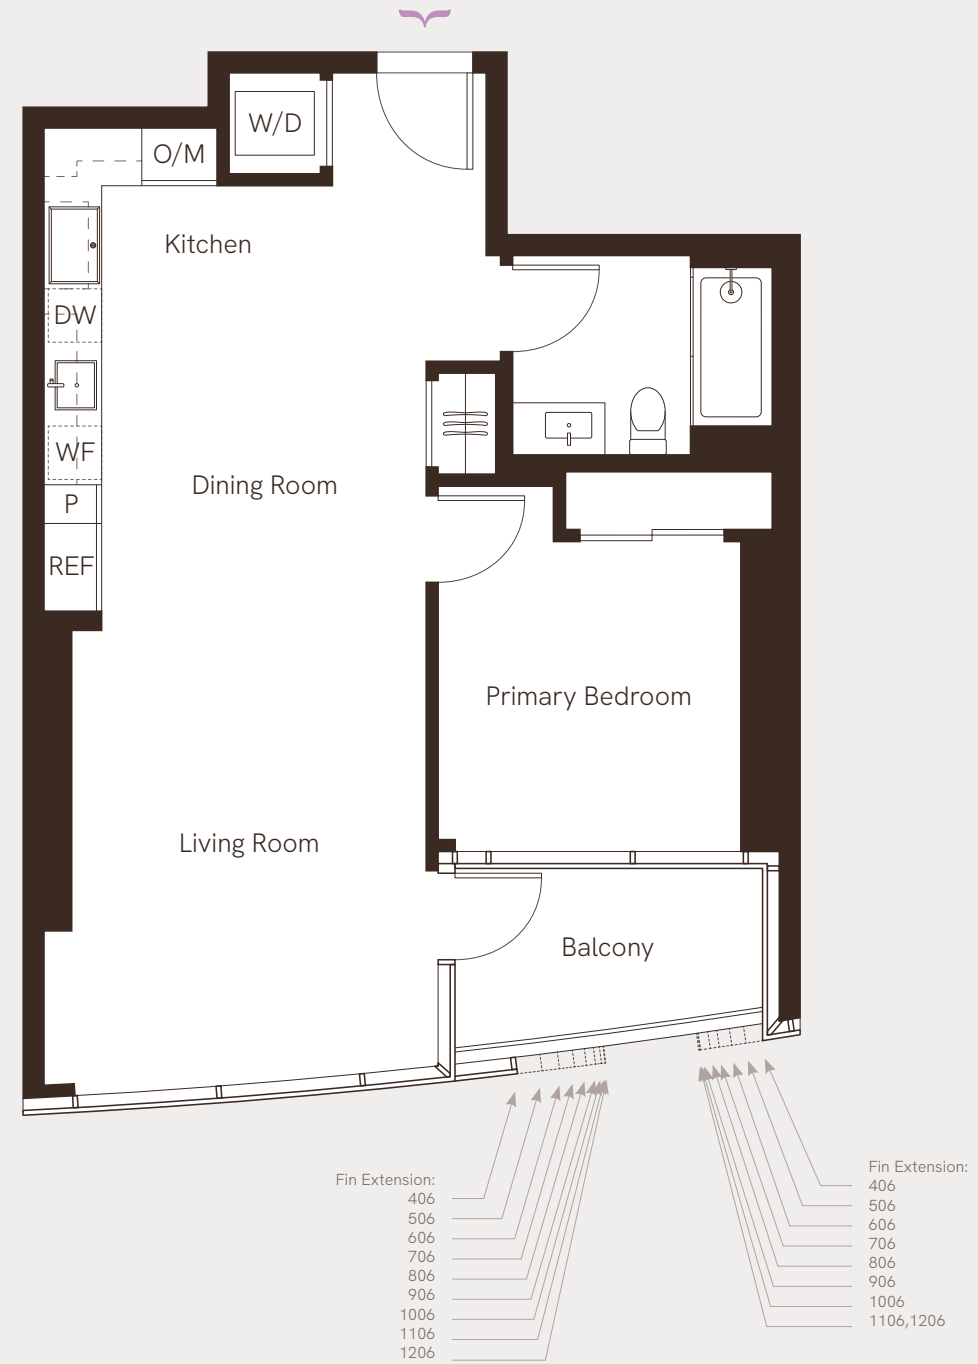 W/D
O/M
Kitchen
DW
WF
Dining Room
P
REF
Primary Bedroom
Living Room
Balcony
Fin Extension:
406
506
606
706
806
906
1006
1106
1206
Fin Extension:
406
506
606
706
806
906
1006
1106,1206